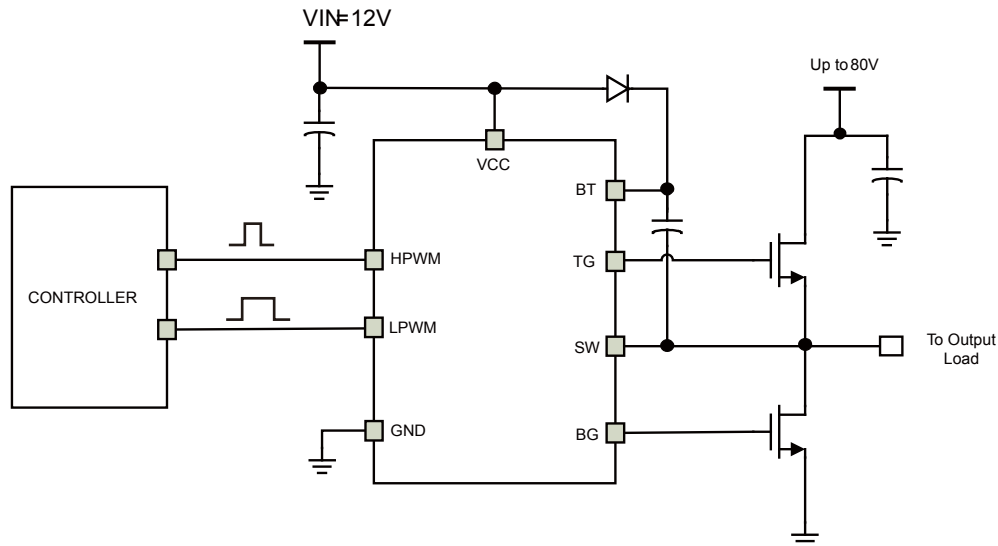 VIN=12V
Up to 80V
VCC
BT
TG
SW
BG
HPWM
LPWM
GND
CONTROLLER
To Output
Load